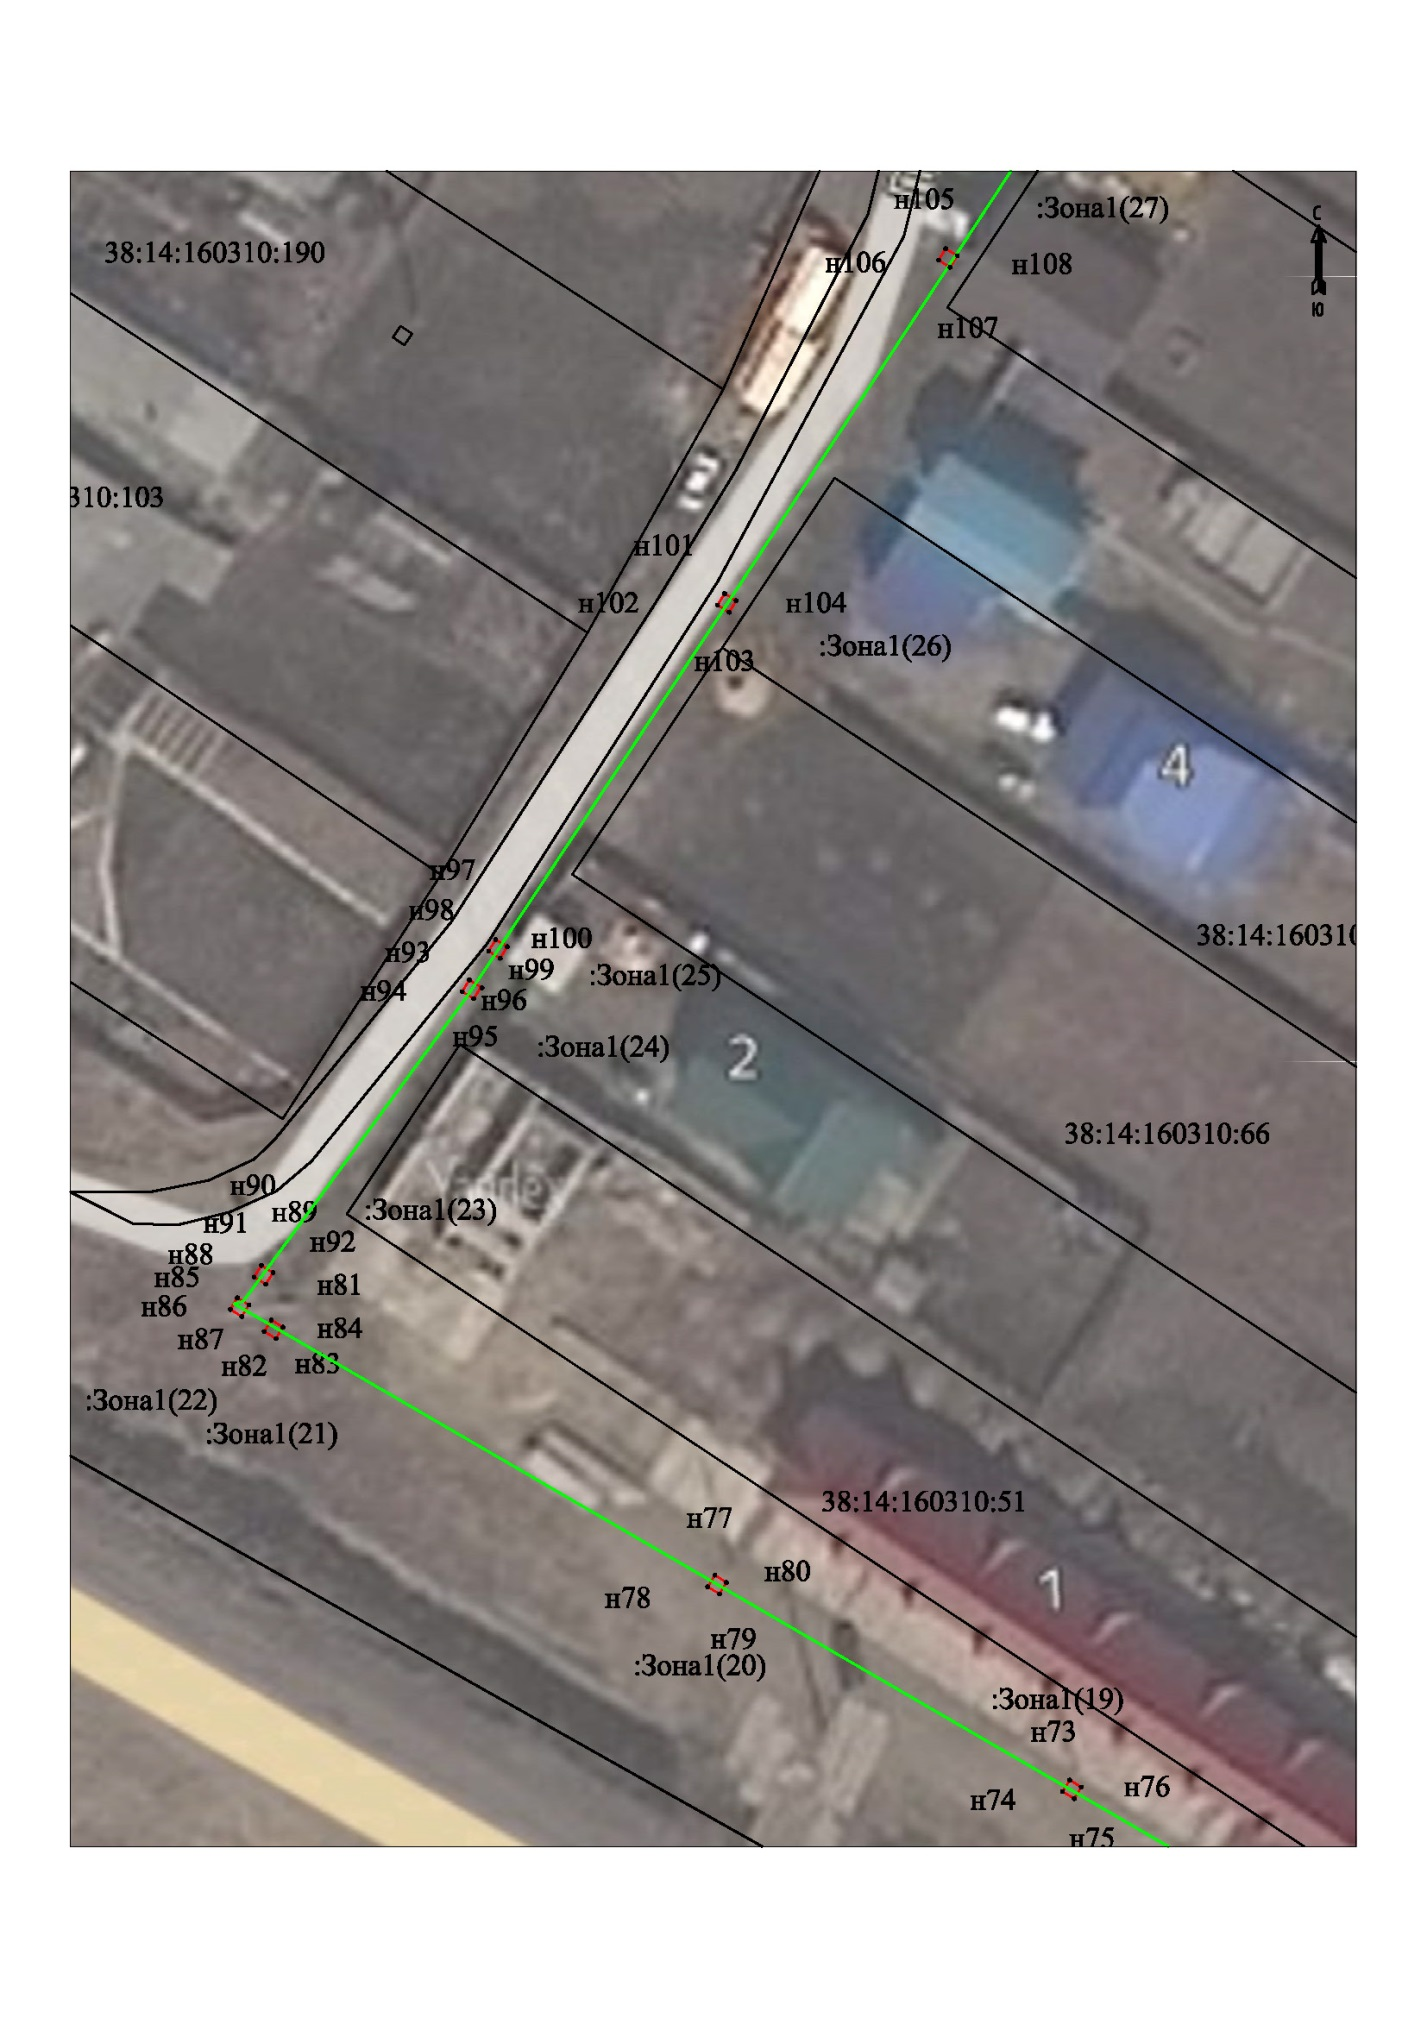 н105
:Зона1(27)
С
38:14:160310:190
н106
н108
Ю
н107
310:103
н101
н102
н104
:Зона1(26)
н103
4
н97
н98
38:14:160310
н93
н100
н99
:Зона1(25)
н94
н96
н95
:Зона1(24)
2
38:14:160310:66
Yandex
н90
:Зона1(23)
н89
н91
н92
н88
н85
н81
н86
н84
н87
н82
н83
:Зона1(22)
:Зона1(21)
38:14:160310:51
н77
н80
1
н78
н79
:Зона1(20)
:Зона1(19)
н73
н76
н74
н75